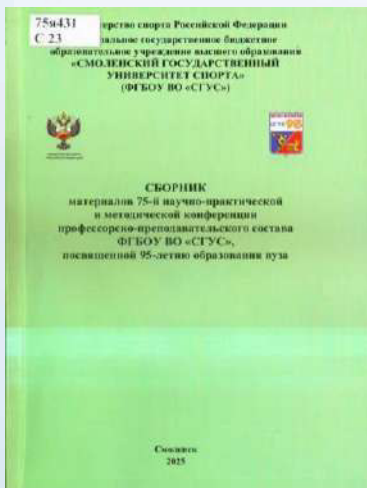 75я431
С 23
терство спорта Российской Федерации
альное государственное бюджетное
образовательное учреждение высшего образования
«СМОЛЕНСКИЙ ГОСУДАРСТВЕННЫЙ
УНИВЕРСИТЕТ СПОРТА»
(ФГБОУ ВО «СГУС»)
СБОРНИК
материалов 75-й научно-практической
и методической конференции
профессорско-преподавательского состава
ФГБОУ ВО «СГУС»,
посвященной 95-летию образования вуза
Смоленск
2025